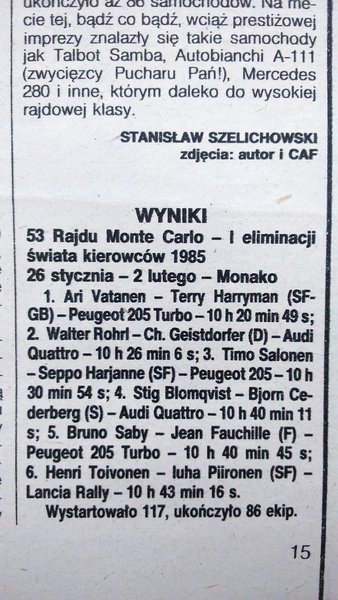 ukończyło aż 86 samochodów. Na me-
cie tej, bądź co bądź, wciąż prestiżowej
imprezy znalazły się takie samochody
jak Talbot Samba, Autobianchi A-111
(zwycięzcy Pucharu Pań!), Mercedes
280 i inne, którym daleko do wysokiej
rajdowej klasy.
STANISŁAW SZELICHOWSKI
zdjęcia: autor i CAF
WYNIKI
53 Rajdu Monte Carlo – I eliminacji
świata kierowców 1985
26 stycznia – 2 lutego – Monako
1. Ari Vatanen – Terry Harryman (SF-
GB) – Peugeot 205 Turbo – 10 h 20 min 49 s;
2. Walter Rohrl – Ch. Geistdorfer (D) – Audi
Quattro – 10 h 26 min 6 s; 3. Timo Salonen
– Seppo Harjanne (SF) – Peugeot 205 – 10 h
30 min 54 s; 4. Stig Blomqvist – Bjorn Ce-
derberg (S) – Audi Quattro – 10 h 40 min 11
s; 5. Bruno Saby – Jean Fauchille (F) –
Peugeot 205 Turbo – 10 h 40 min 45 s;
6. Henri Toivonen – Iuha Piironen (SF) –
Lancia Rally – 10 h 43 min 16 s.
Wystartowało 117, ukończyło 86 ekip.
15